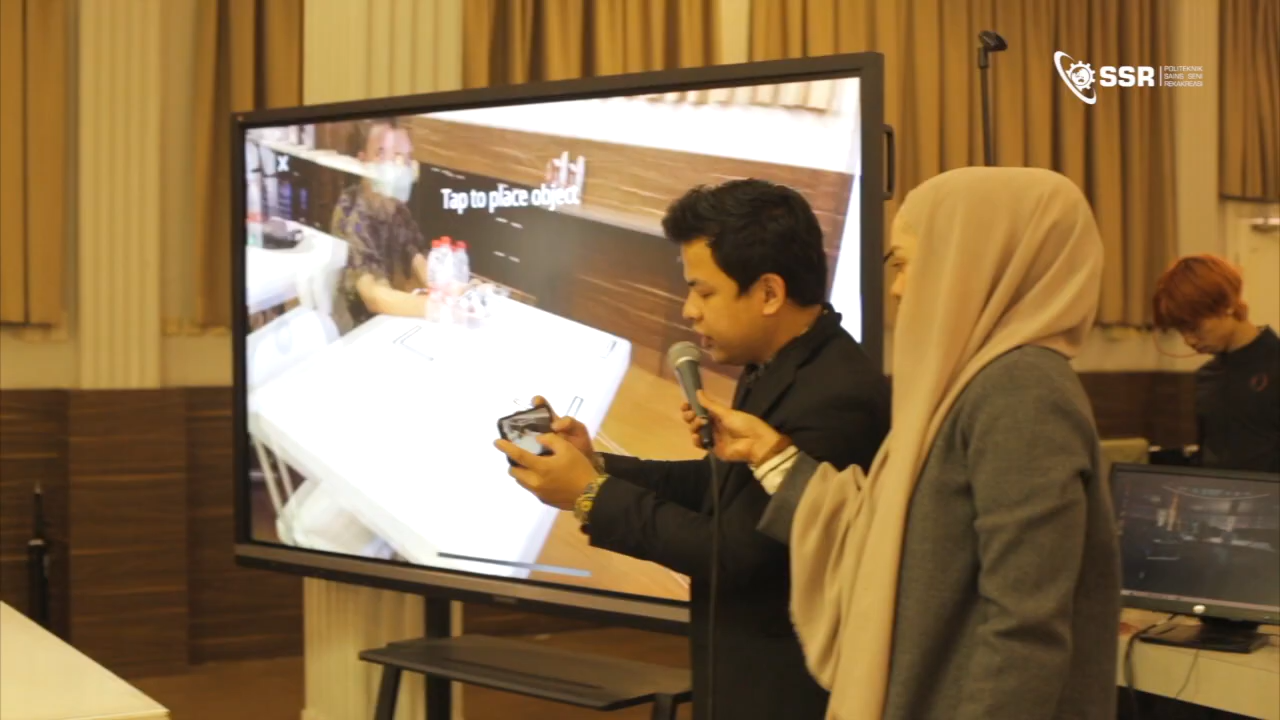 SSR
POLITEKNIK
SAINS SENI
REKAKREASI
Tap to place object